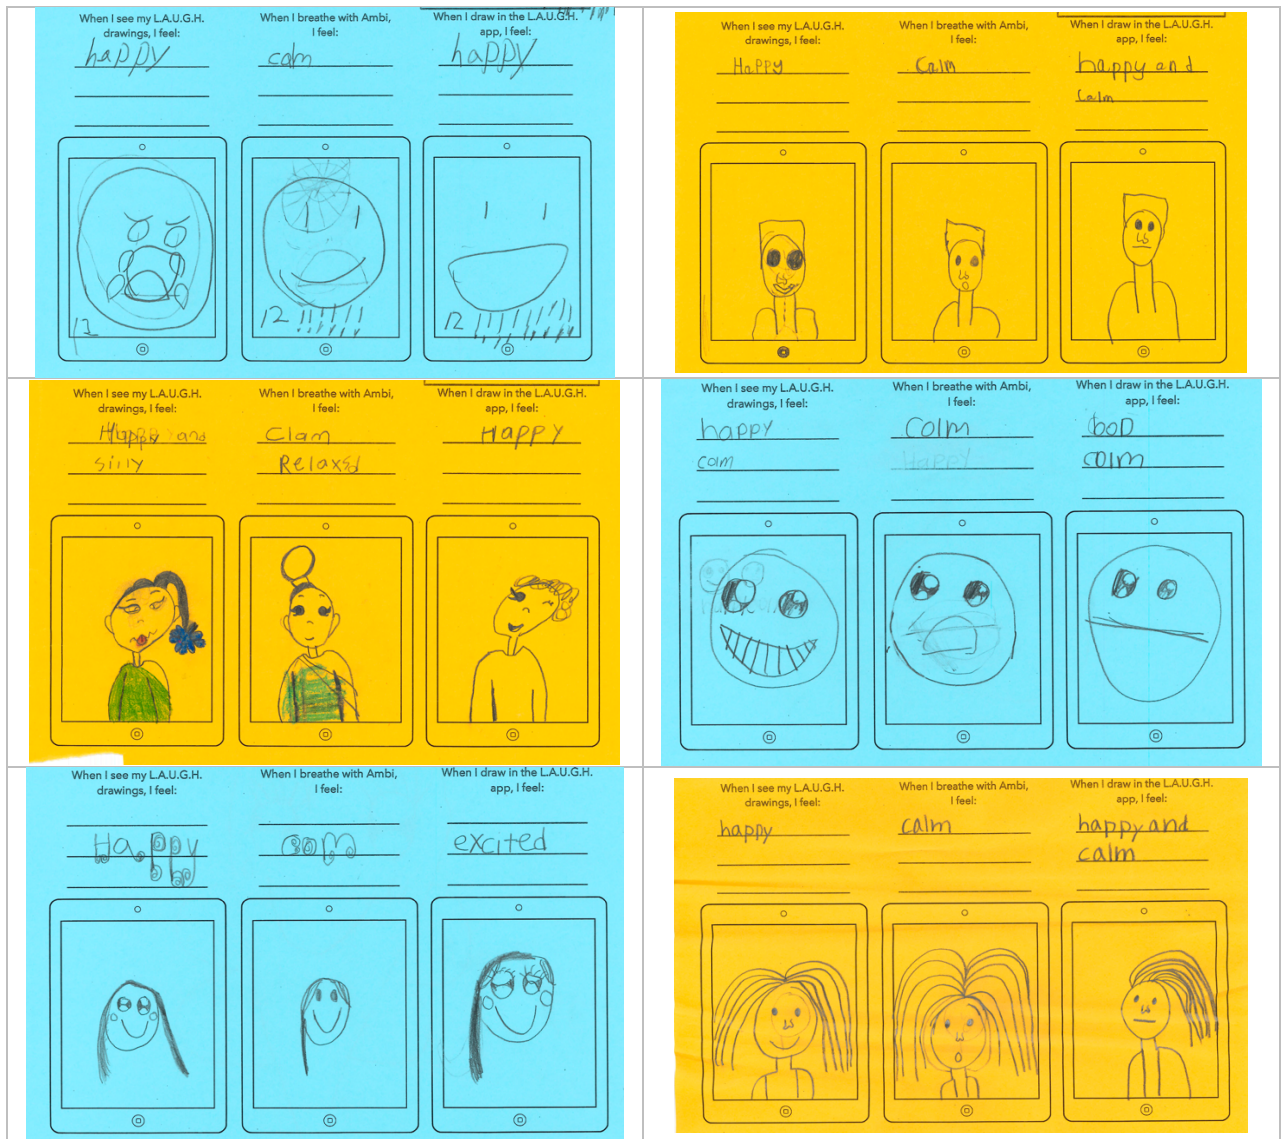 When I see my L.A.U.G.H.
drawings, I feel:
happy
When I breathe with Ambi,
I feel:
calm
When I draw in the L.A.U.G.H.
app, I feel:
happy
12
12
12
When I see my L.A.U.G.H.
drawings, I feel:
Happy
When I breathe with Ambi,
I feel:
Calm
When I draw in the L.A.U.G.H.
app, I feel:
happy and
Calm
When I see my L.A.U.G.H.
drawings, I feel:
Happy and
silly
When I breathe with Ambi,
I feel:
Clam
Relaxed
When I draw in the L.A.U.G.H.
app, I feel:
Happy
When I see my L.A.U.G.H.
drawings, I feel:
happy
colm
When I breathe with Ambi,
I feel:
Colm
Happy
When I draw in the L.A.U.G.H.
app, I feel:
colm
When I see my L.A.U.G.H.
drawings, I feel:
Happy
When I breathe with Ambi,
I feel:
When I draw in the L.A.U.G.H.
app, I feel:
excited
When I see my L.A.U.G.H.
drawings, I feel:
happy
When I breathe with Ambi,
I feel:
calm
When I draw in the L.A.U.G.H.
app, I feel:
happy and
calm